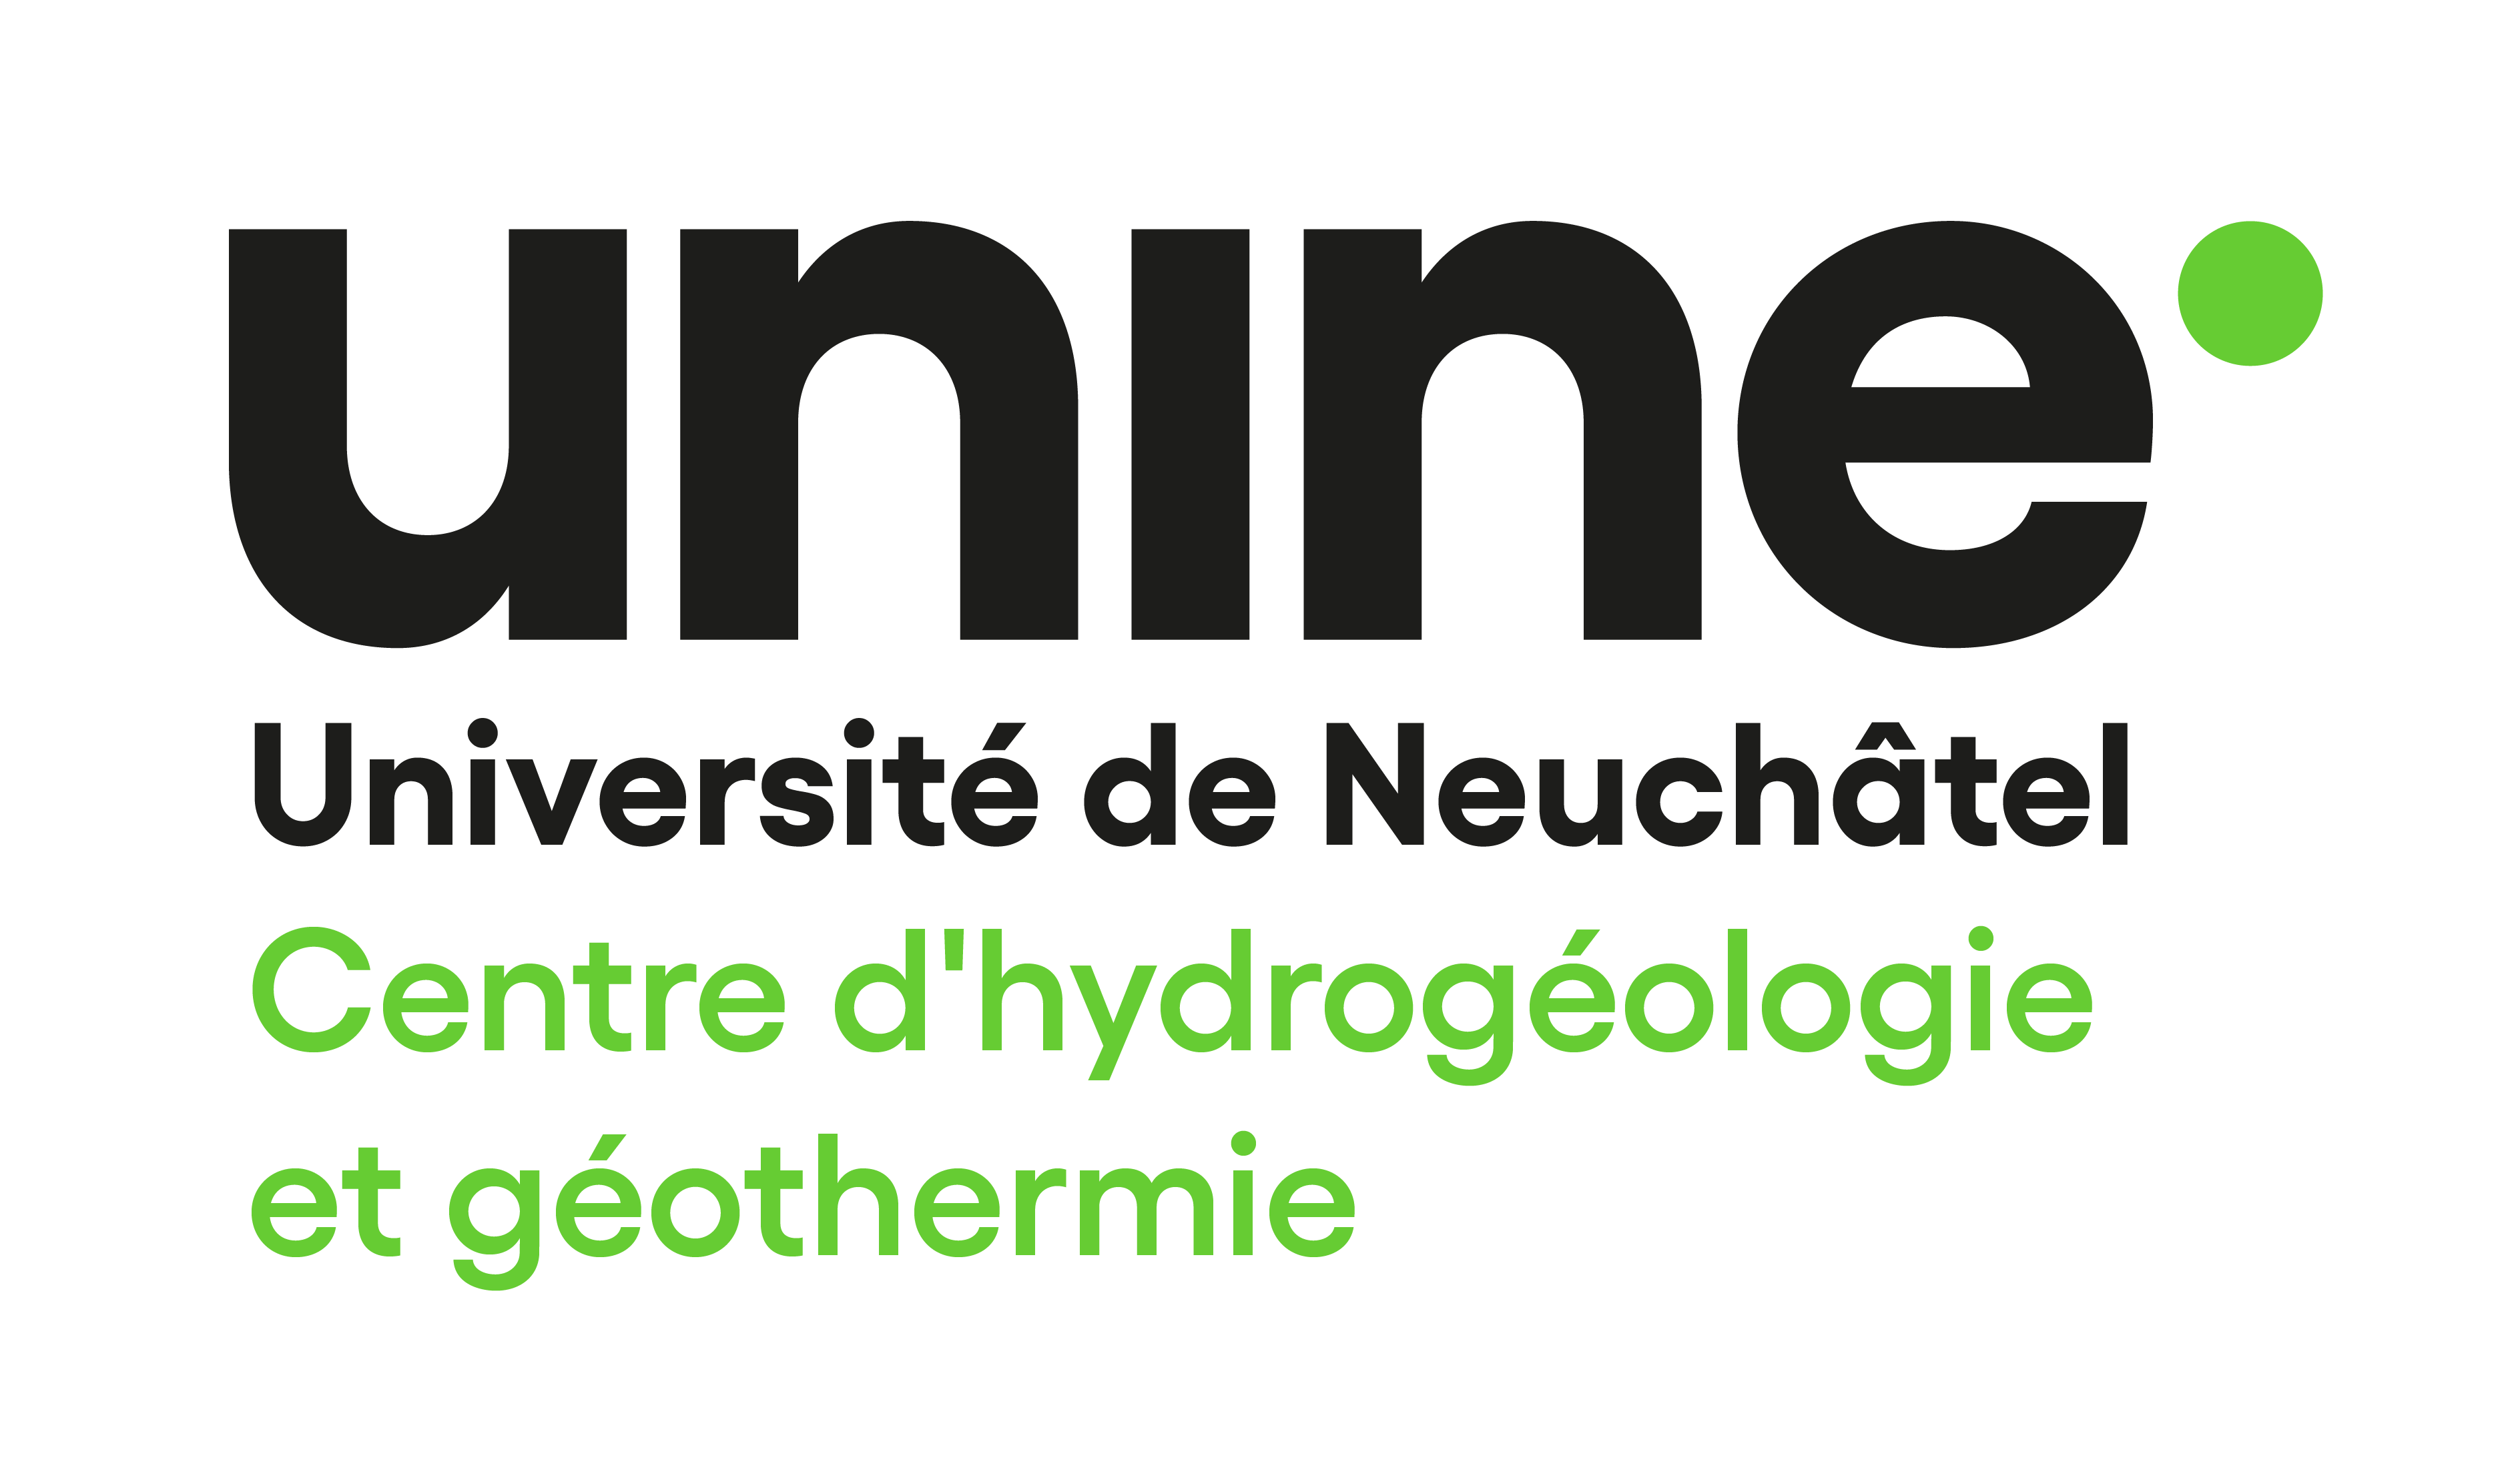 unine
Université de Neuchâtel
Centre d'hydrogéologie
et géothermie